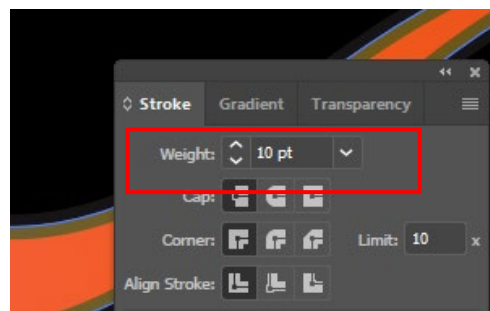 Stroke Gradient Transparency
Weight: 10 pt
Cap:
Corner: Limit: 10 x
Align Stroke: